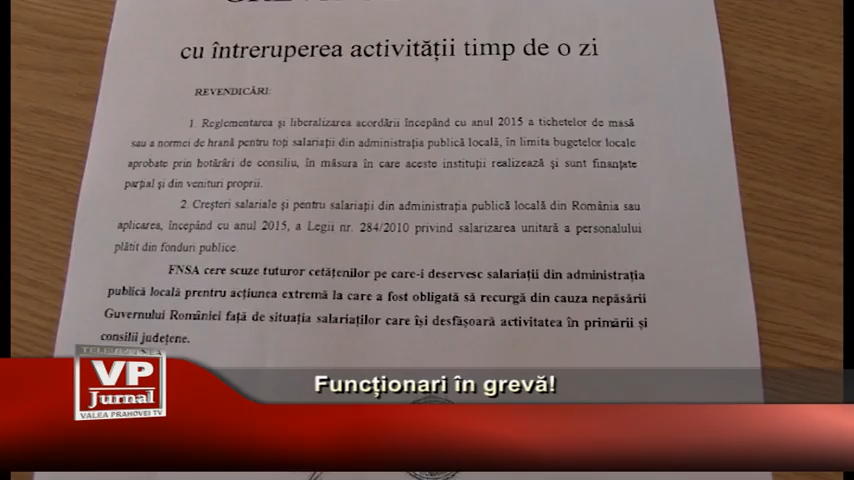 cu întreruperea activității timp de o zi
REVENDICĂRI:
1. Reglementarea și liberalizarea acordării începând cu anul 2015 a tichetelor de masă
sau a normei de hrană pentru toți salariații din administrația publică locală, în limita bugetelor locale
aprobate prin hotărâri de consiliu, în măsura în care aceste instituții realizează și sunt finanțate
parțial și din venituri proprii.
2. Creșteri salariale și pentru salariații din administrația publică locală din România sau
aplicarea, începând cu anul 2015, a Legii nr. 284/2010 privind salarizarea unitară a personalului
plătit din fonduri publice.
FNSA cere scuze tuturor cetățenilor pe care-i deservesc salariații din administrația
publică locală prentru acțiunea extremă la care a fost obligată să recurgă din cauza nepăsării
Guvernului României față de situația salariaților care își desfășoară activitatea în primării și
consilii județene.
TELEVIZIUNEA
VP
Jurnal
VALEA PRAHOVEI TV
Funcționari în grevă!